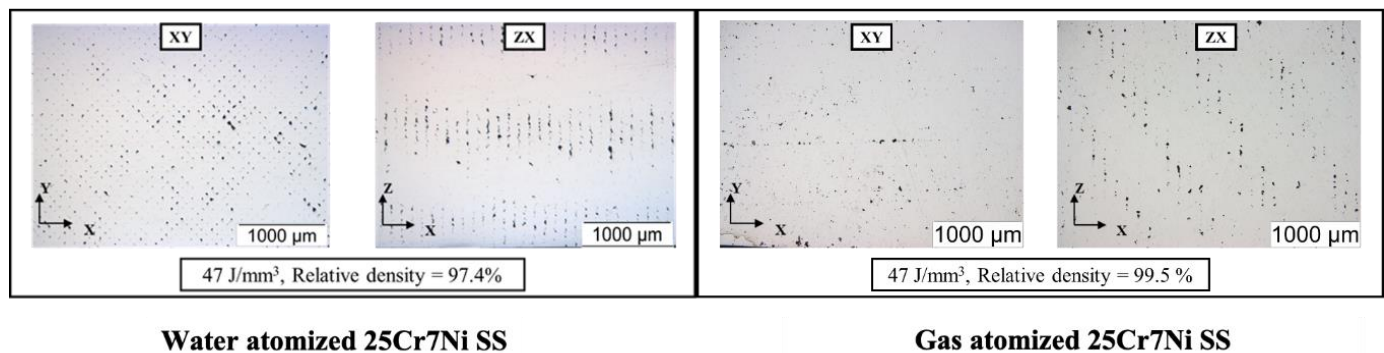 XY
Y
X
1000 µm
ZX
Z
X
1000 µm
47 J/mm³, Relative density = 97.4%
Water atomized 25Cr7Ni SS
XY
Y
X
1000 µm
ZX
Z
X
1000 µm
47 J/mm³, Relative density = 99.5 %
Gas atomized 25Cr7Ni SS